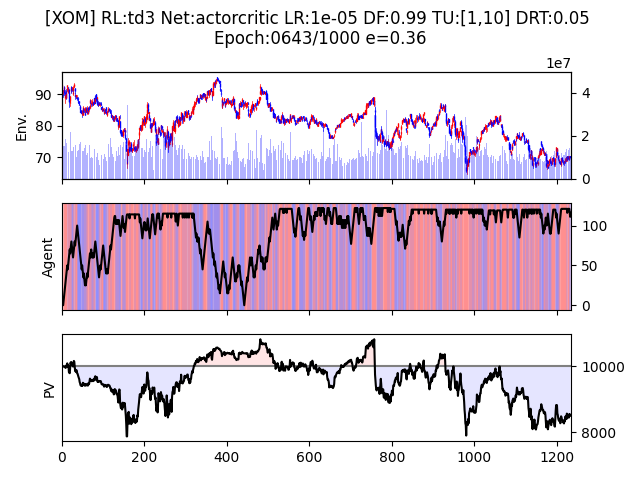 [XOM] RL:td3 Net:actorcritic LR:1e-05 DF:0.99 TU:[1,10] DRT:0.05
Epoch:0643/1000 e=0.36
1e7
Env.
90
80
70
4
2
0
Agent
100
50
0
PV
10000
8000
0 200 400 600 800 1000 1200